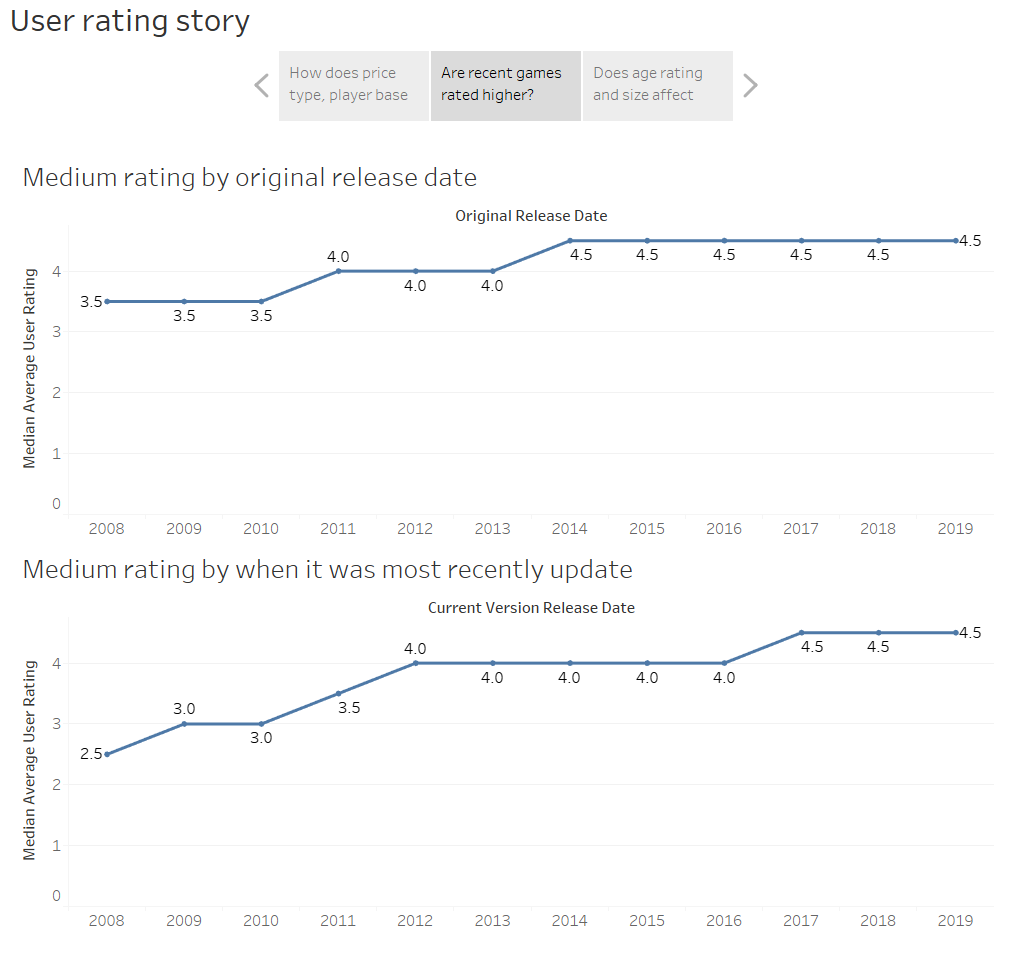 User rating story
How does price
type, player base
Are recent games
rated higher?
Does age rating
and size affect
Medium rating by original release date
Original Release Date
Median Average User Rating
4
3
2
1
0
3.5
3.5
3.5
4.0
4.0
4.0
4.5
4.5
4.5
4.5
4.5
4.5
2008 2009 2010 2011 2012 2013 2014 2015 2016 2017 2018 2019
Medium rating by when it was most recently update
Current Version Release Date
Median Average User Rating
4
3
2
1
0
2.5
3.0
3.0
3.5
4.0
4.0
4.0
4.0
4.0
4.5
4.5
4.5
2008 2009 2010 2011 2012 2013 2014 2015 2016 2017 2018 2019